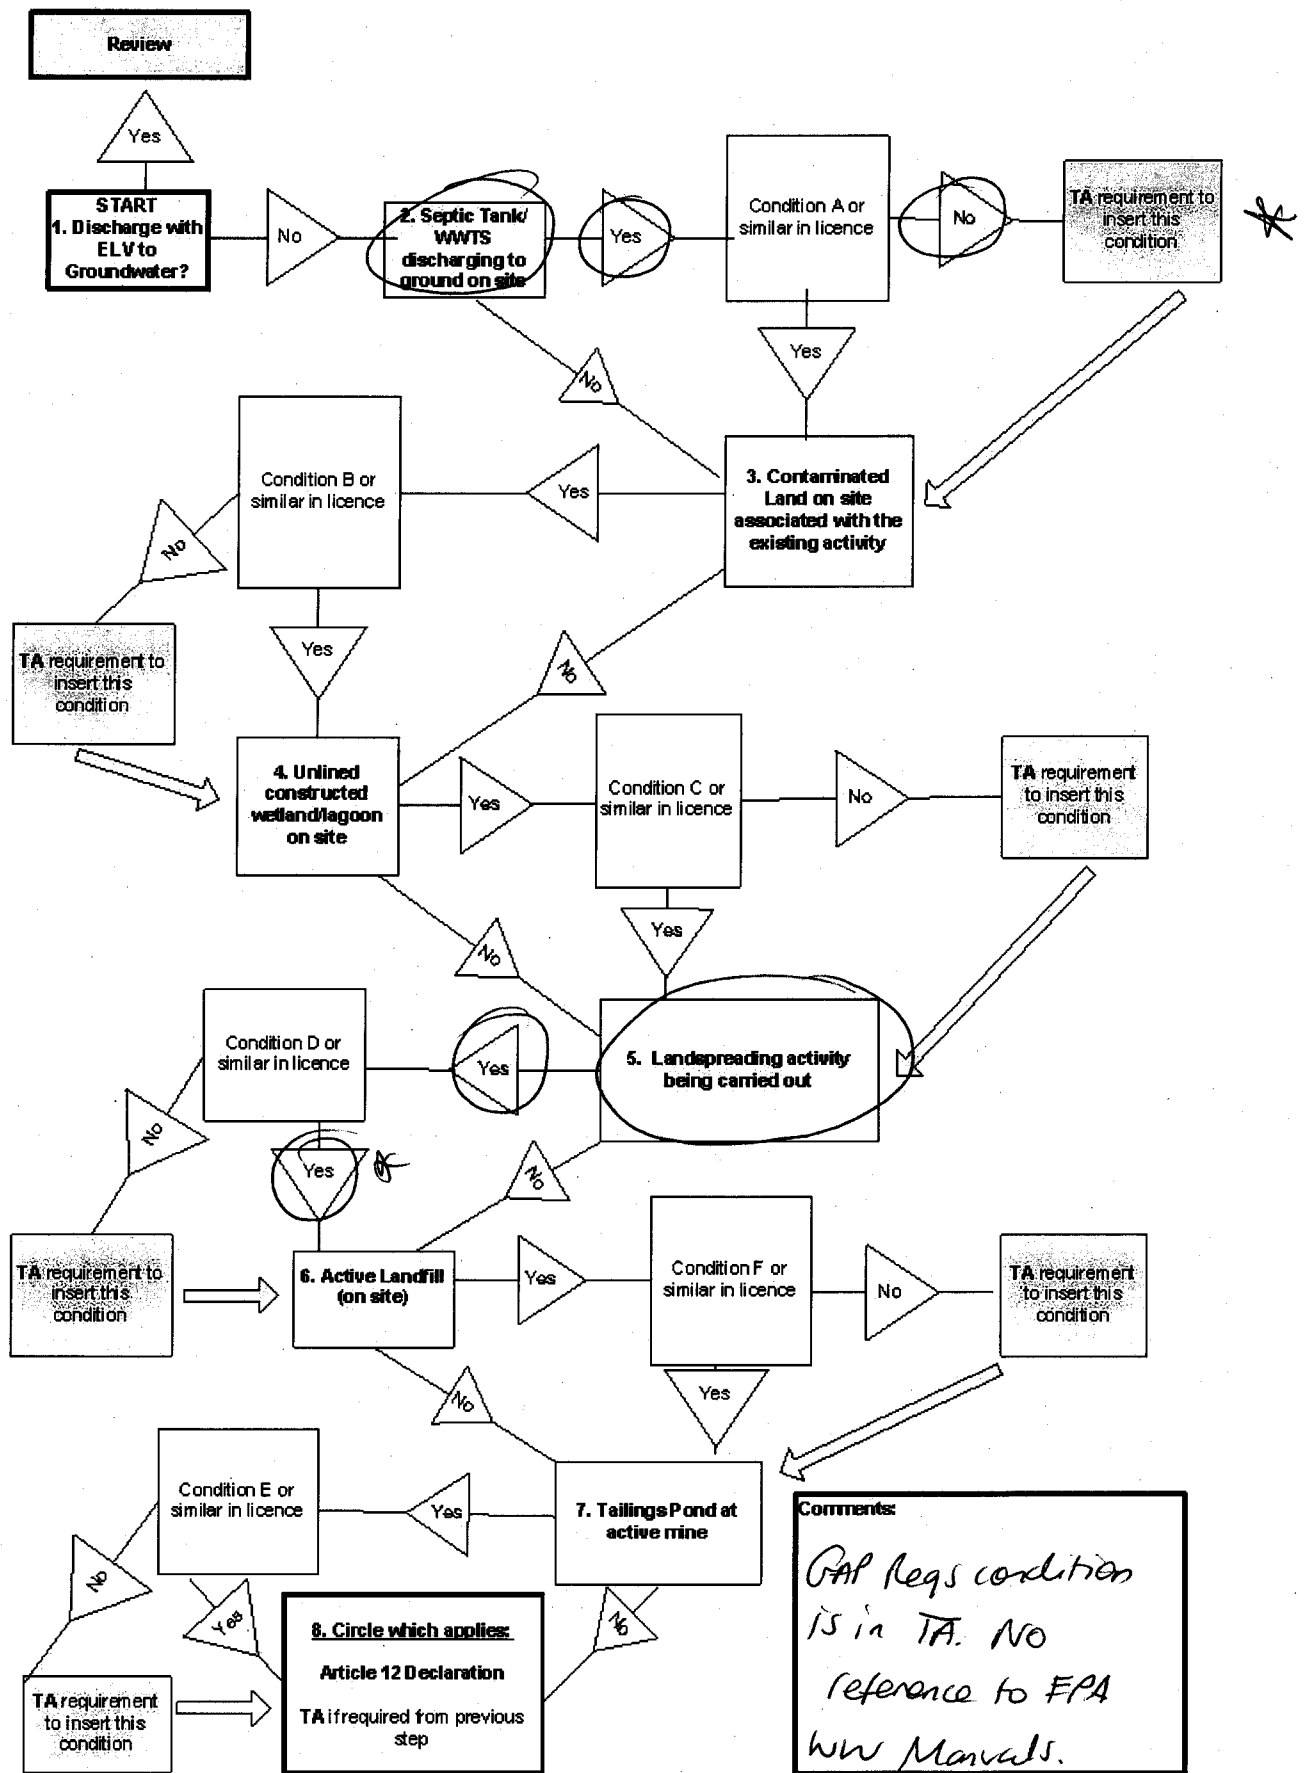 Review
Yes
START
1. Discharge with
ELV to
Groundwater?
No
2. Septic Tank/
WWTS
discharging to
ground on site
Yes
Condition A or
similar in licence
No
TA requirement to
insert this
condition
Yes
No
3. Contaminated
Land on site
associated with the
existing activity
Yes
Condition B or
similar in licence
No
TA requirement to
insert this
condition
Yes
No
4. Unlined
constructed
wetland/lagoon
on site
Yes
Condition C or
similar in licence
No
TA requirement
to insert this
condition
Yes
No
5. Landspreading activity
being carried out
Yes
Condition D or
similar in licence
No
TA requirement to
insert this
condition
Yes
No
6. Active Landfill
(on site)
Yes
Condition F or
similar in licence
No
TA requirement
to insert this
condition
Yes
No
7. Tailings Pond at
active mine
Yes
Condition E or
similar in licence
No
TA requirement
to insert this
condition
Yes
No
8. Circle which applies:
Article 12 Declaration
TA if required from previous
step
Comments:
GAP Regs condition
is in TA. No
reference to EPA
WW Manuals.